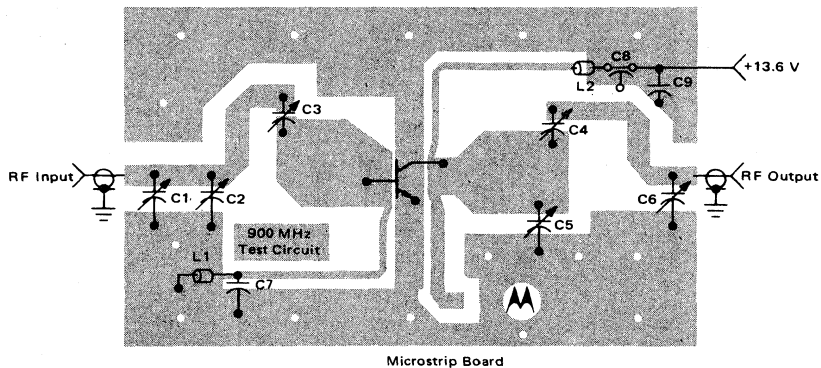 C8
+13.6 V
L2
C9
C3
C4
RF Input
RF Output
C1
C2
C6
C5
900 MHz
Test Circuit
L1
C7
Microstrip Board